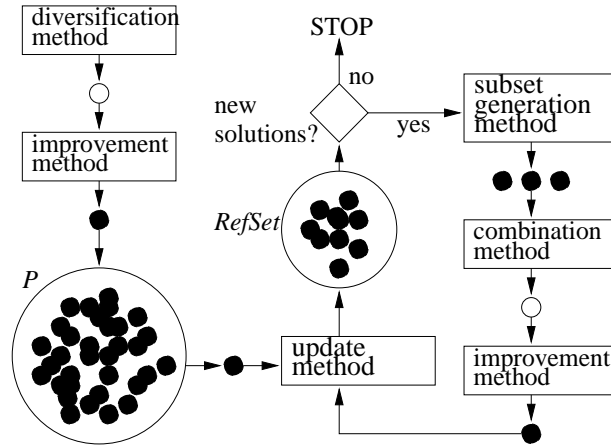 diversification
method
improvement
method
P
STOP
no
new
solutions?
yes
RefSet
update
method
subset
generation
method
combination
method
improvement
method